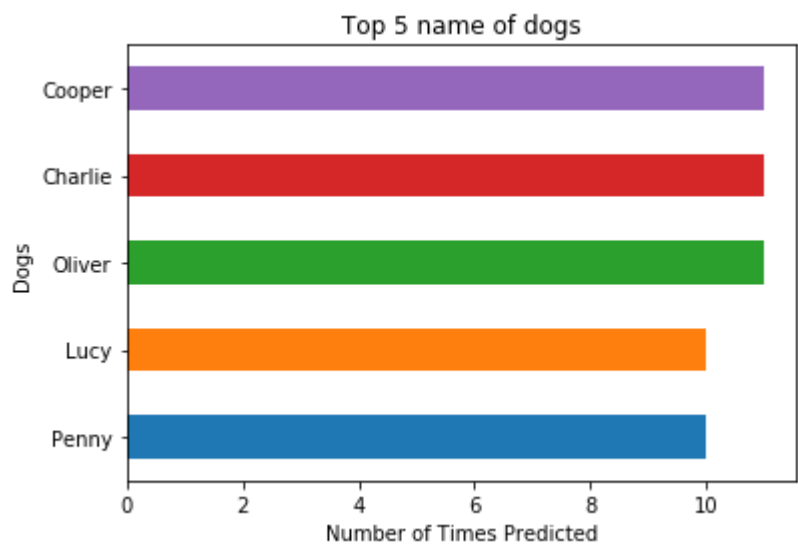 Top 5 name of dogs
Cooper
Charlie
Oliver
Lucy
Penny
Dogs
0 2 4 6 8 10
Number of Times Predicted